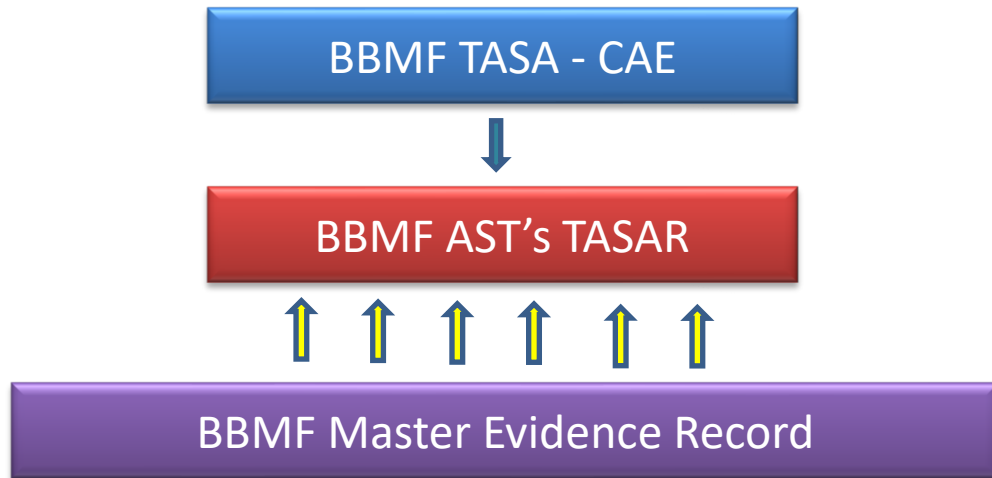 BBMF TASA - CAE
BBMF AST’s TASAR
BBMF Master Evidence Record